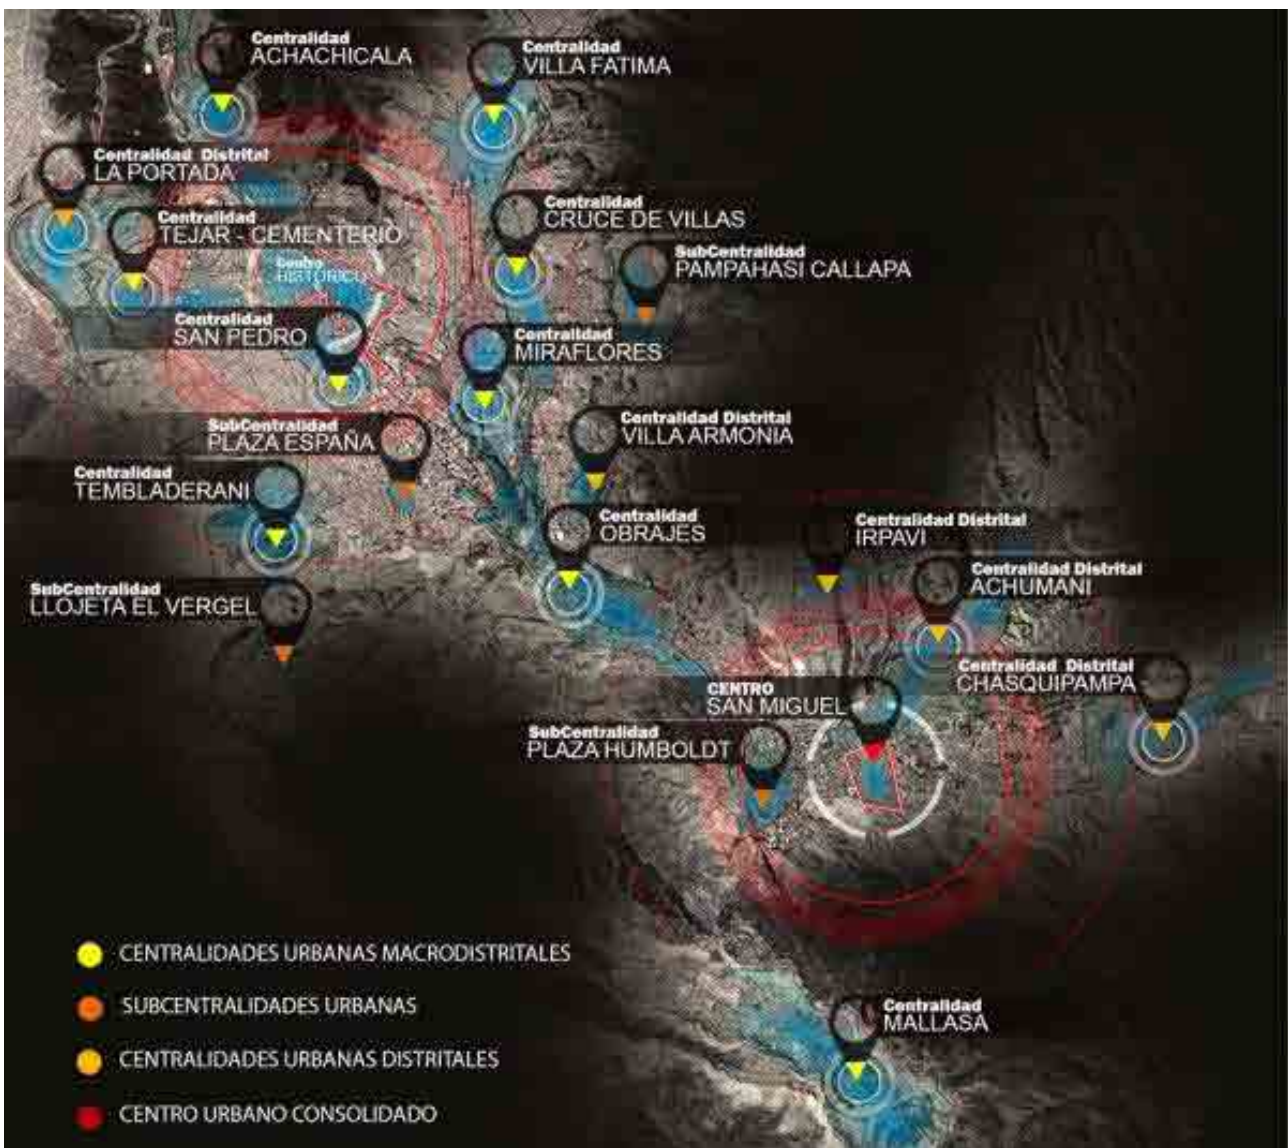 Centralidad
ACHACHICALA
Centralidad
VILLA FATIMA
Centralidad Distrital
LA PORTADA
Centralidad
TEJAR - CEMENTERIO
Centralidad
CRUCE DE VILLAS
Centro
HISTÓRICO
SubCentralidad
PAMPAHASI CALLAPA
Centralidad
SAN PEDRO
Centralidad
MIRAFLORES
SubCentralidad
PLAZA ESPAÑA
Centralidad Distrital
VILLA ARMONIA
Centralidad
TEMBLADERANI
Centralidad
OBRAJES
Centralidad Distrital
IRPAVI
Centralidad Distrital
ACHUMANI
SubCentralidad
LLOJETA EL VERGEL
Centralidad Distrital
CHASQUIPAMPA
CENTRO
SAN MIGUEL
SubCentralidad
PLAZA HUMBOLDT
Centralidad
MALLASA
CENTRALIDADES URBANAS MACRODISTRITALES
SUBCENTRALIDADES URBANAS
CENTRALIDADES URBANAS DISTRITALES
CENTRO URBANO CONSOLIDADO